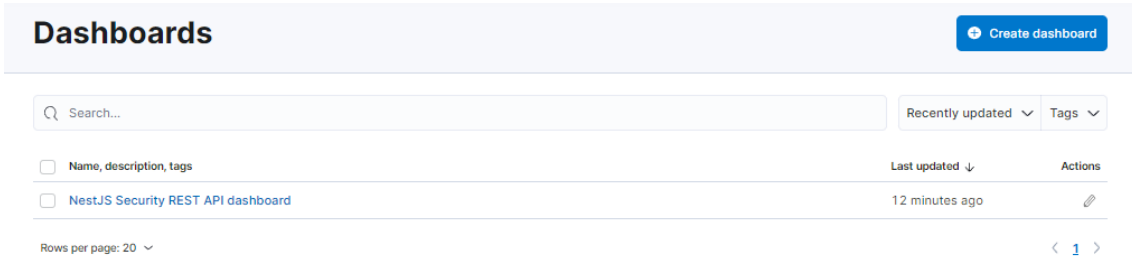 Dashboards
Create dashboard
Search...
Recently updated
Tags
Name, description, tags
Last updated ↓
Actions
NestJS Security REST API dashboard
12 minutes ago
Rows per page: 20
1